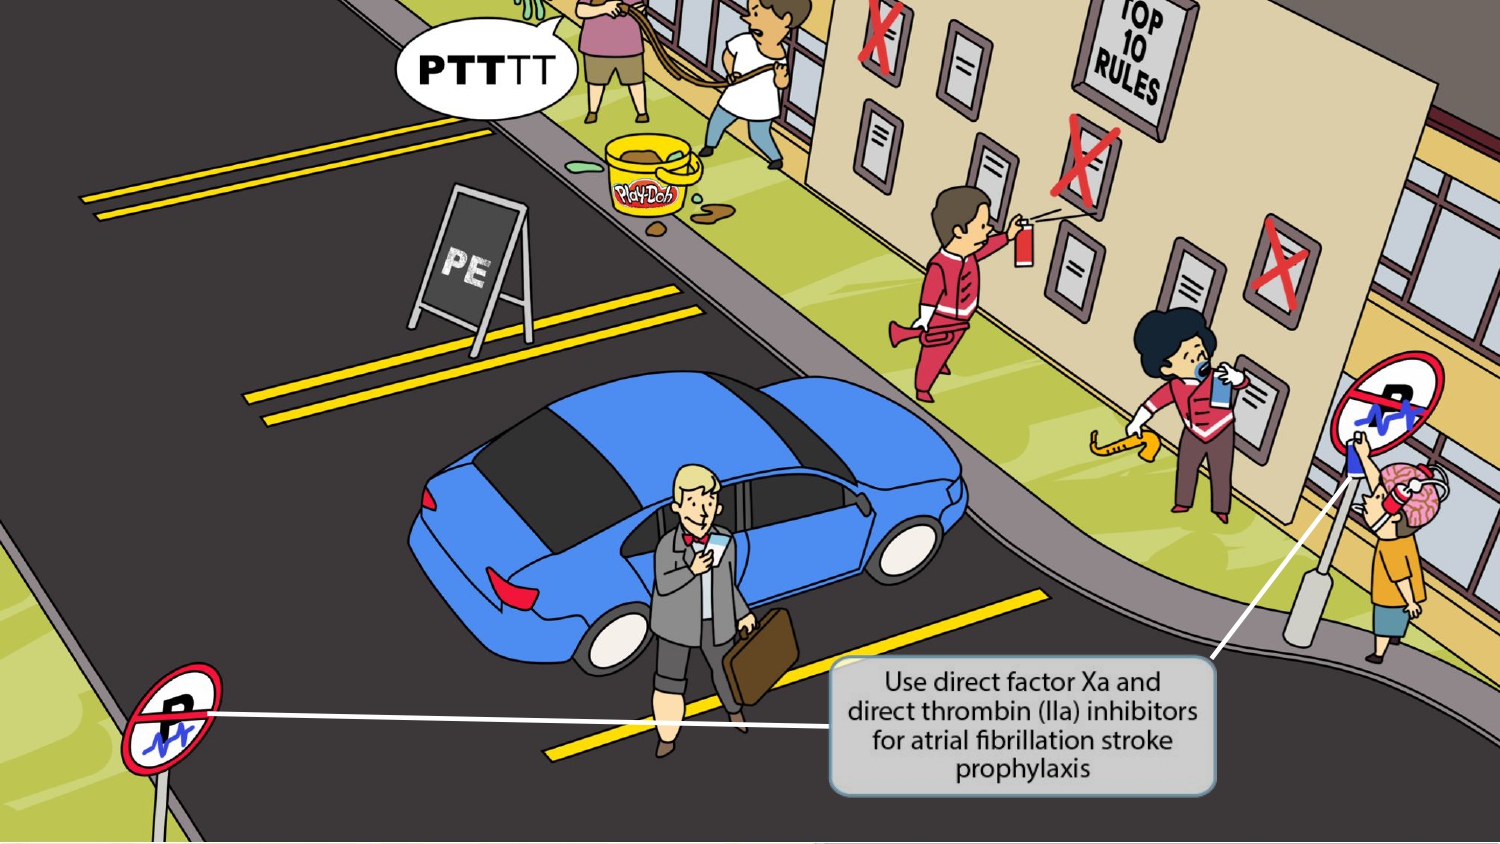 PTTTT
TOP
10
RULES
Play-Doh
PE
P
P
Use direct factor Xa and
direct thrombin (IIa) inhibitors
for atrial fibrillation stroke
prophylaxis